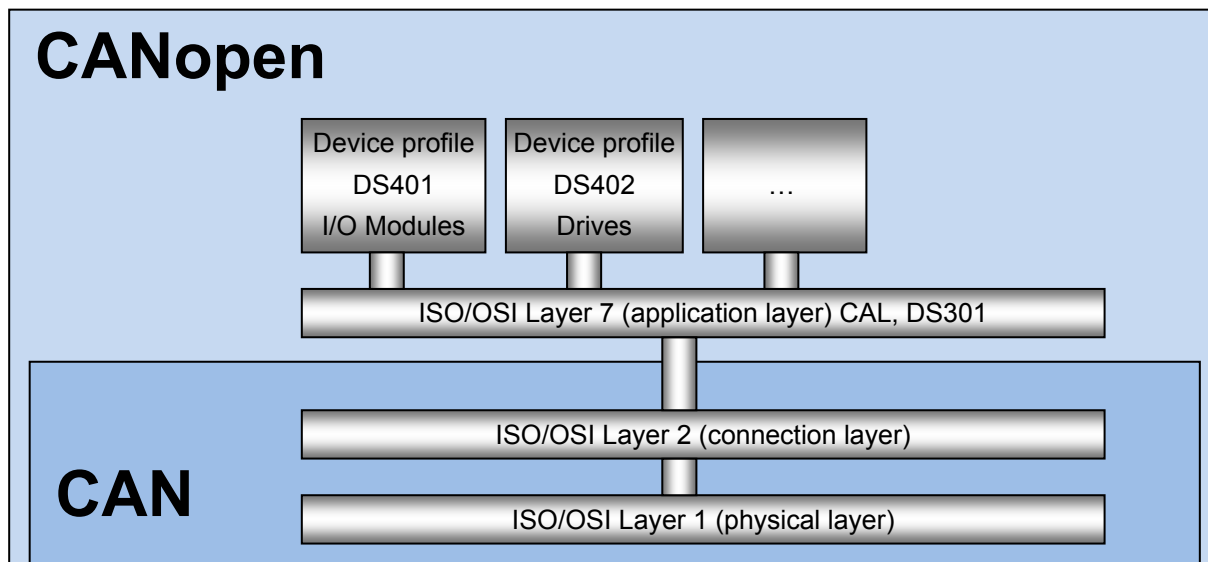 CANopen
Device profile
DS401
I/O Modules
Device profile
DS402
Drives
…
ISO/OSI Layer 7 (application layer) CAL, DS301
ISO/OSI Layer 2 (connection layer)
CAN
ISO/OSI Layer 1 (physical layer)